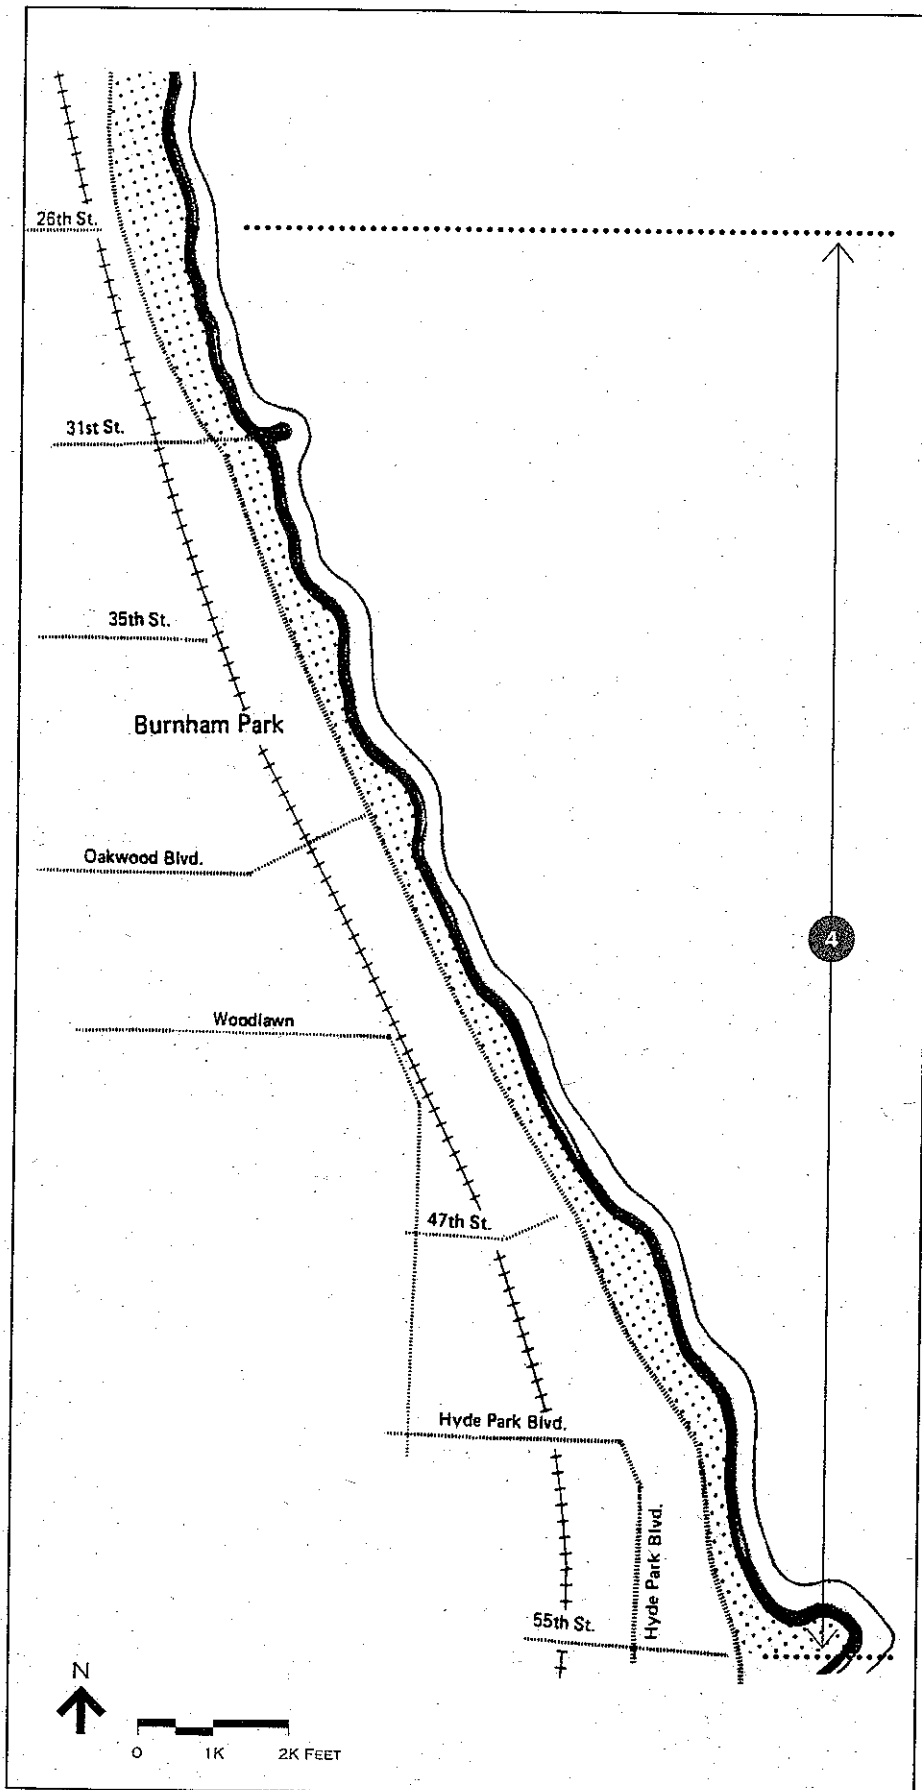 26th St.
31st St.
35th St.
Burnham Park
Oakwood Blvd.
4
Woodlawn
47th St.
Hyde Park Blvd.
Hyde Park Blvd.
55th St.
N
0 1K 2K FEET